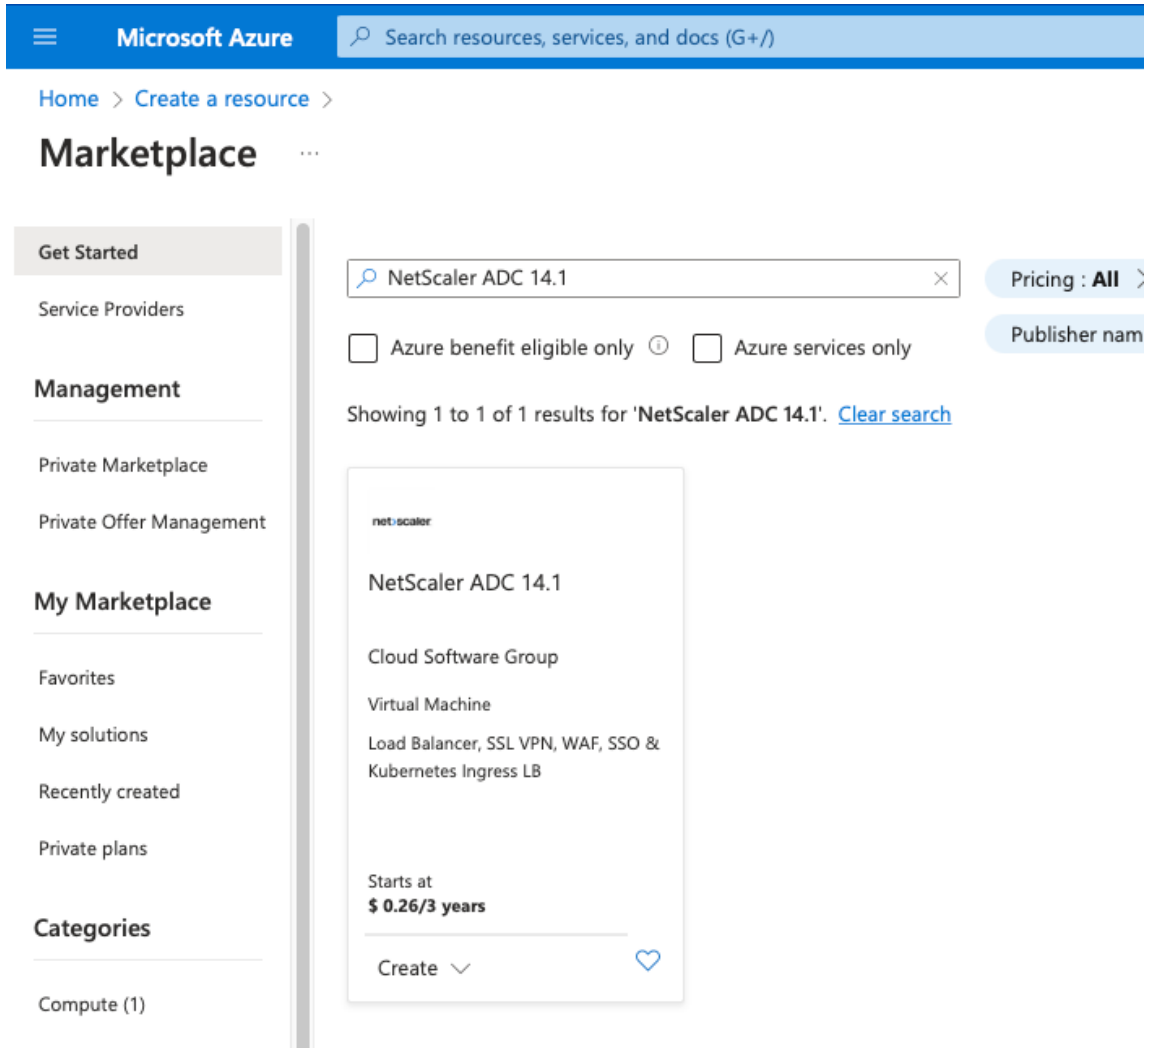 Microsoft Azure
Search resources, services, and docs (G+/)
Home > Create a resource >
Marketplace ...
Get Started
Service Providers
Management
Private Marketplace
Private Offer Management
My Marketplace
Favorites
My solutions
Recently created
Private plans
Categories
Compute (1)
NetScaler ADC 14.1
Pricing : All
Azure benefit eligible only
Azure services only
Publisher nam
Showing 1 to 1 of 1 results for 'NetScaler ADC 14.1'. Clear search
net>scaler
NetScaler ADC 14.1
Cloud Software Group
Virtual Machine
Load Balancer, SSL VPN, WAF, SSO &
Kubernetes Ingress LB
Starts at
$ 0.26/3 years
Create